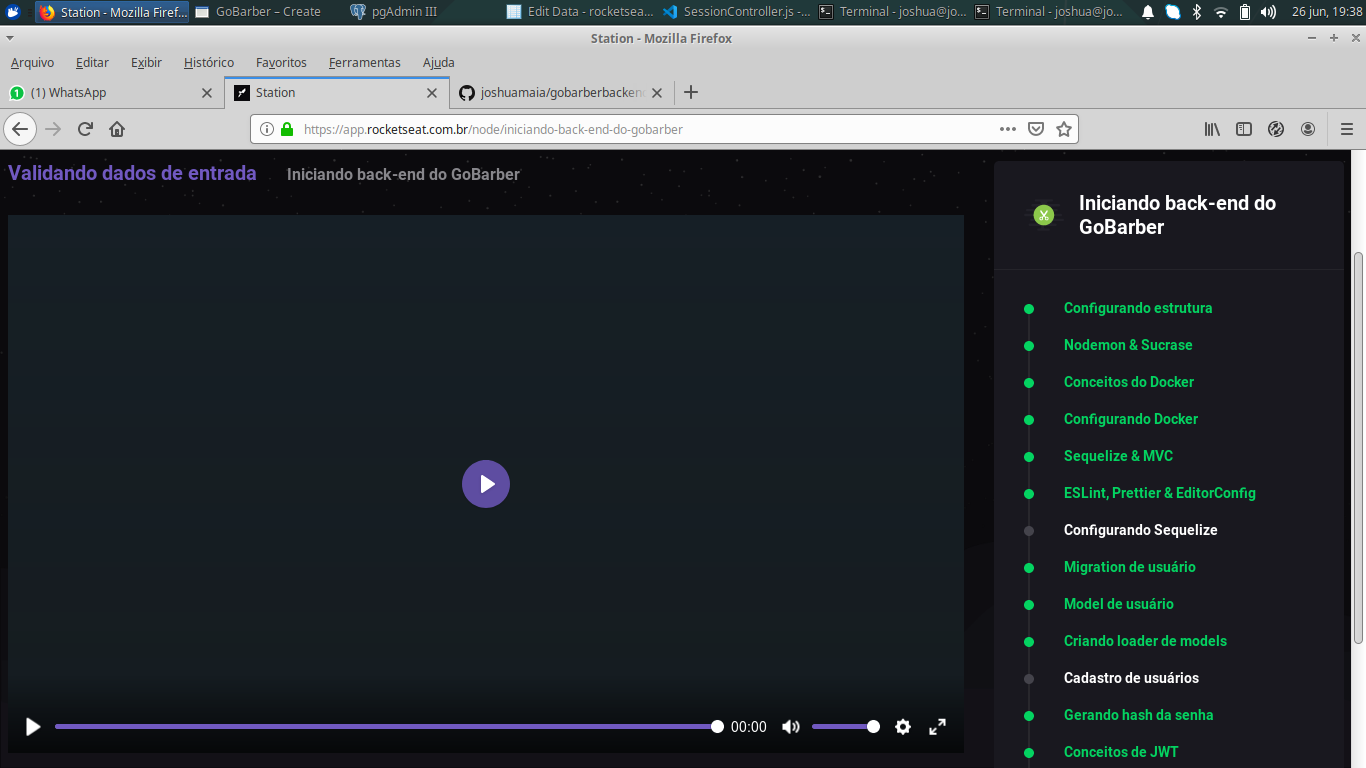 Station - Mozilla Firef...
GoBarber – Create
pgAdmin III
Edit Data - rocketsea...
SessionController.js -...
Terminal - joshua@jo...
Terminal - joshua@jo...
26 jun, 19:38
Station - Mozilla Firefox
Arquivo Editar Exibir Histórico Favoritos Ferramentas Ajuda
(1) WhatsApp
Station
joshuamaia/gobarberbackend
https://app.rocketseat.com.br/node/iniciando-back-end-do-gobarber
Validando dados de entrada
Iniciando back-end do GoBarber
00:00
Iniciando back-end do
GoBarber
Configurando estrutura
Nodemon & Sucrase
Conceitos do Docker
Configurando Docker
Sequelize & MVC
ESLint, Prettier & EditorConfig
Configurando Sequelize
Migration de usuário
Model de usuário
Criando loader de models
Cadastro de usuários
Gerando hash da senha
Conceitos de JWT